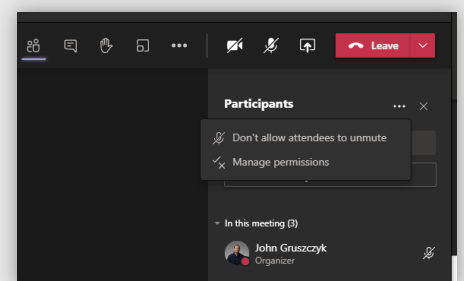 Leave
Participants
Don't allow attendees to unmute
Manage permissions
In this meeting (3)
John Gruszczyk
Organizer